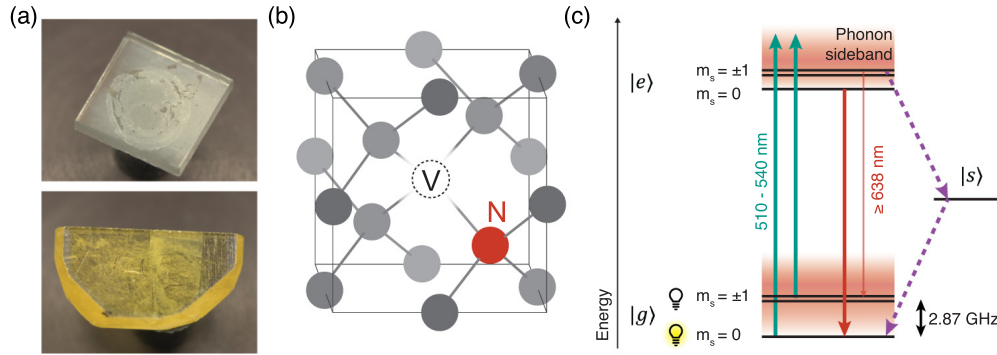 (a)
(b)
V
N
(c)
Energy
|e⟩
m_s = ±1
m_s = 0
Phonon
sideband
510 - 540 nm
≥ 638 nm
|s⟩
|g⟩
m_s = ±1
m_s = 0
2.87 GHz